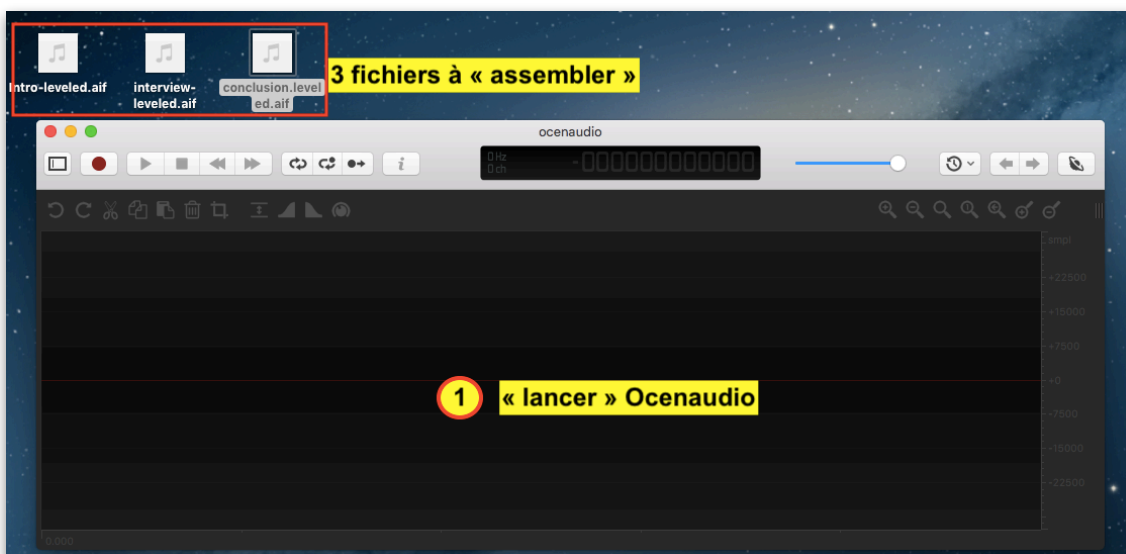 3 fichiers à « assembler »
Intro-leveled.aif
interview-
leveled.aif
conclusion.level
ed.aif
ocenaudio
0 Hz
0 ch
-000000000000
smpl
+22500
+15000
+7500
+0
-7500
-15000
-22500
1
« lancer » Ocenaudio
0.000